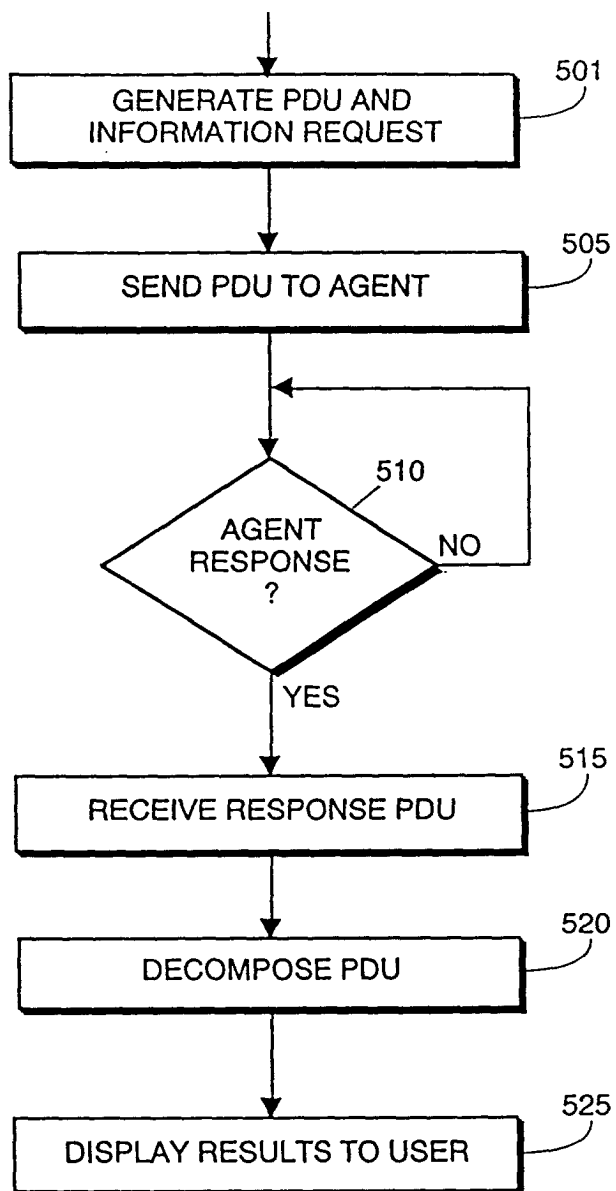 GENERATE PDU AND
INFORMATION REQUEST
501
SEND PDU TO AGENT
505
AGENT
RESPONSE
?
510
NO
YES
RECEIVE RESPONSE PDU
515
DECOMPOSE PDU
520
DISPLAY RESULTS TO USER
525